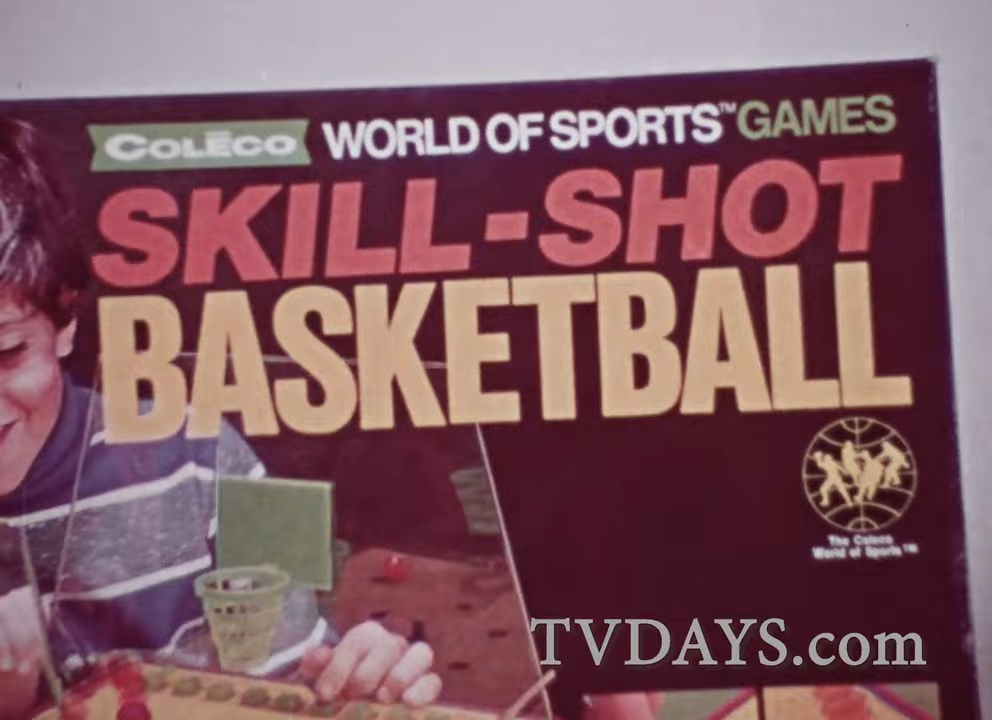 COLECO WORLD OF SPORTS™ GAMES
SKILL-SHOT
BASKETBALL
The Coleco
World of Sports™
TVDAYS.com